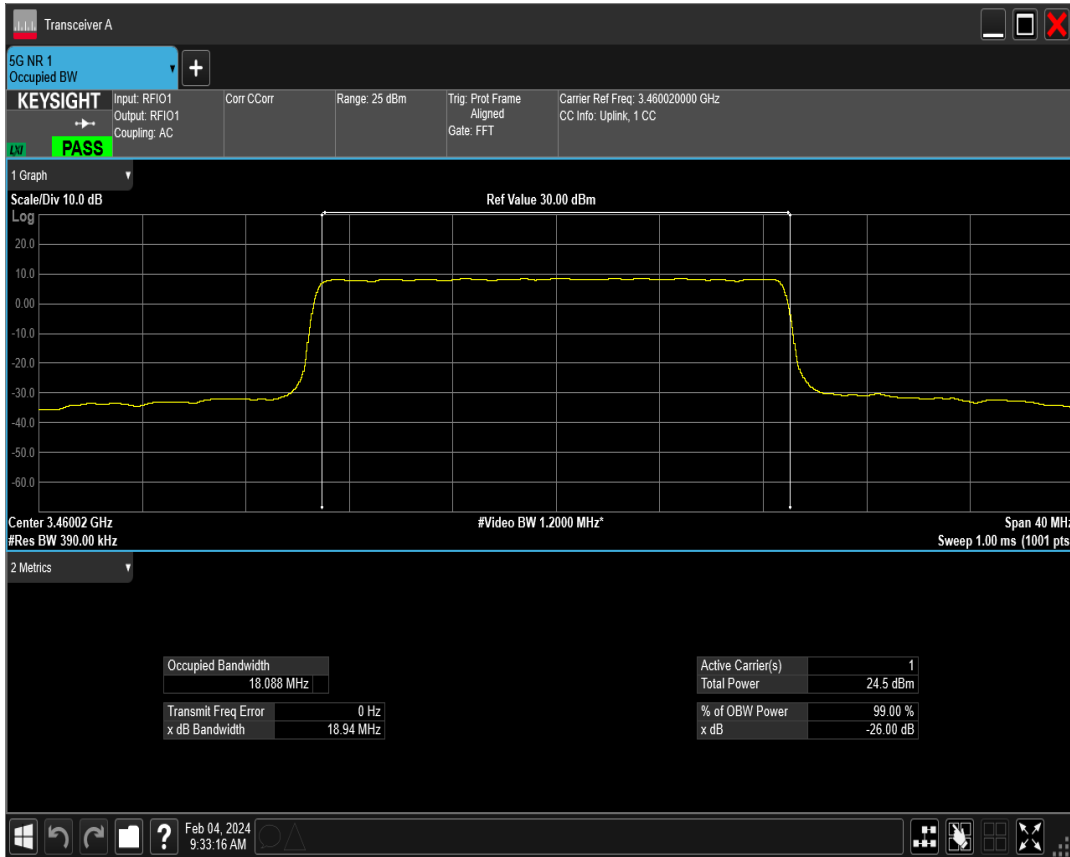 Transceiver A
5G NR 1
Occupied BW
+
KEYSIGHT
LXI
PASS
Input: RFIO1
Output: RFIO1
Coupling: AC
Corr CCorr
Range: 25 dBm
Trig: Prot Frame
Aligned
Gate: FFT
Carrier Ref Freq: 3.460020000 GHz
CC Info: Uplink, 1 CC
1 Graph
Scale/Div 10.0 dB
Ref Value 30.00 dBm
Log
20.0
10.0
0.00
-10.0
-20.0
-30.0
-40.0
-50.0
-60.0
Center 3.46002 GHz
#Video BW 1.2000 MHz*
Span 40 MHz
#Res BW 390.00 kHz
Sweep 1.00 ms (1001 pts
2 Metrics
Occupied Bandwidth
18.088 MHz
Transmit Freq Error 0 Hz
x dB Bandwidth 18.94 MHz
Active Carrier(s) 1
Total Power 24.5 dBm
% of OBW Power 99.00 %
x dB -26.00 dB
?
Feb 04, 2024
9:33:16 AM